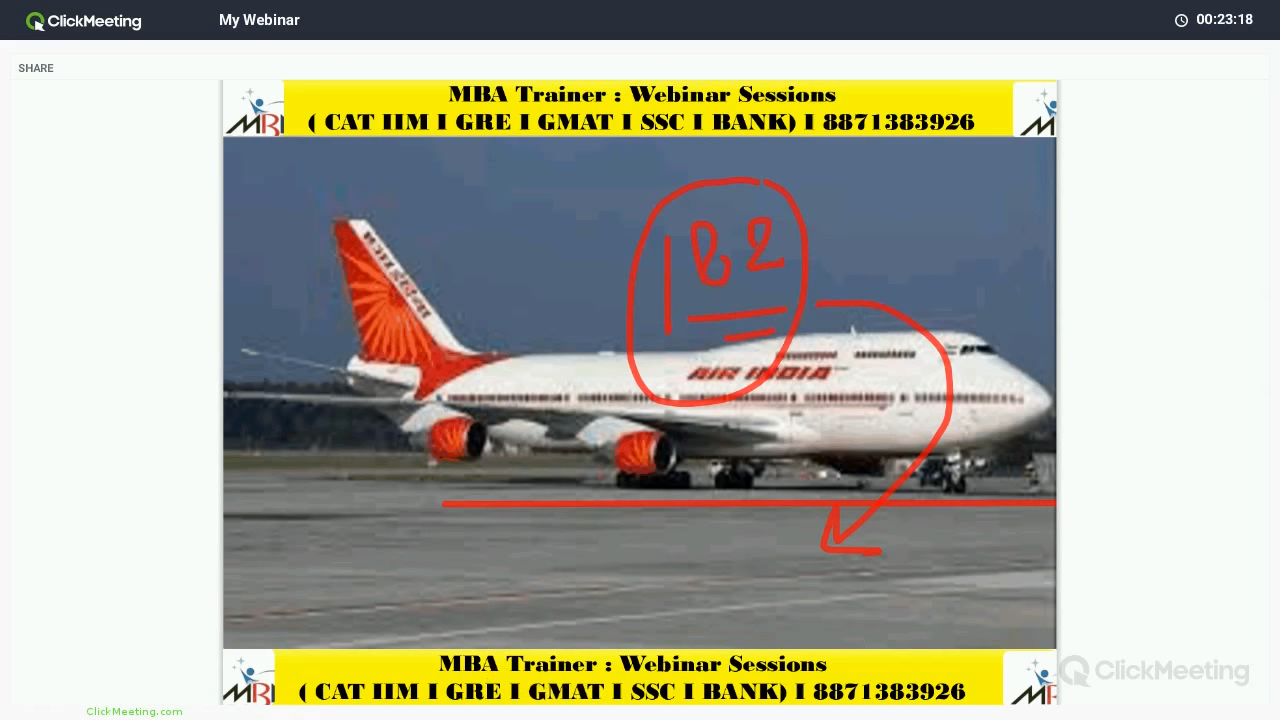 ClickMeeting
My Webinar
00:23:18
SHARE
MBA Trainer : Webinar Sessions
( CAT IIM I GRE I GMAT I SSC I BANK) I 8871383926
182
AIR INDIA
MBA Trainer : Webinar Sessions
( CAT IIM I GRE I GMAT I SSC I BANK) I 8871383926
ClickMeeting
ClickMeeting.com